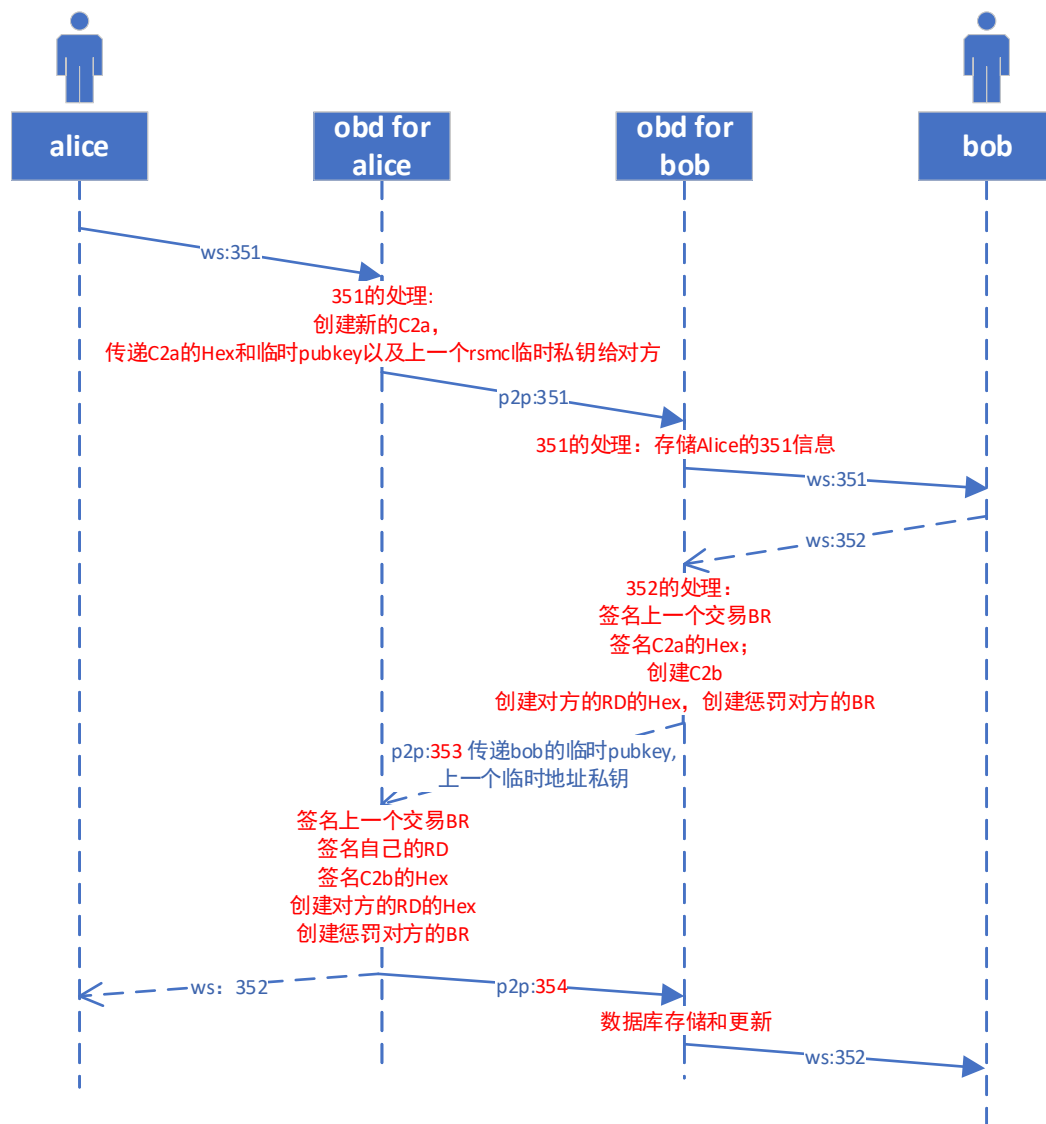 alice
obd for
alice
obd for
bob
bob
ws:351
351的处理:
创建新的C2a，
传递C2a的Hex和临时pubkey以及上一个rsmc临时私钥给对方
p2p:351
351的处理：存储Alice的351信息
ws:351
ws:352
352的处理：
签名上一个交易BR
签名C2a的Hex；
创建C2b
创建对方的RD的Hex，创建惩罚对方的BR
p2p:353 传递bob的临时pubkey,
上一个临时地址私钥
签名上一个交易BR
签名自己的RD
签名C2b的Hex
创建对方的RD的Hex
创建惩罚对方的BR
ws：352
p2p:354
数据库存储和更新
ws:352